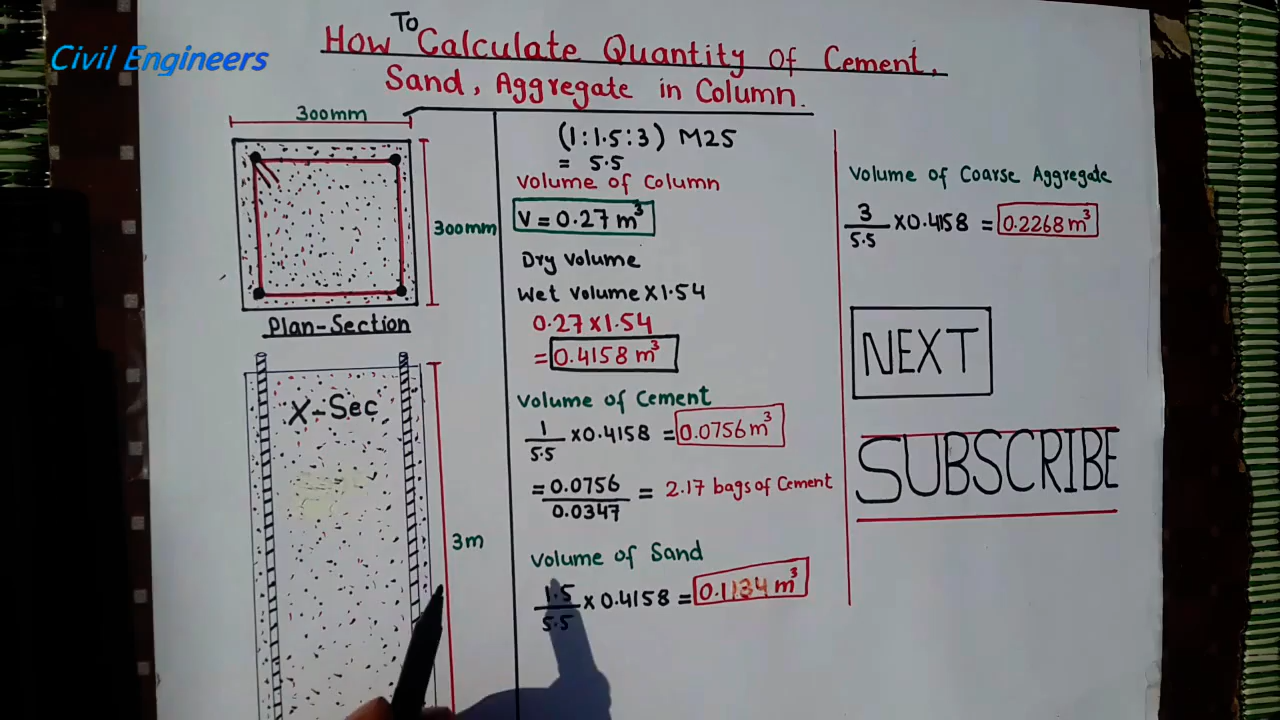 Civil Engineers
How To Calculate Quantity Of Cement,
Sand, Aggregate in Column.
300mm
300mm
Plan-Section
X-Sec
3m
(1:1.5:3) M25
= 5.5
Volume of Column
V = 0.27 m³
Dry Volume
Wet Volume X 1.54
0.27 X 1.54
= 0.4158 m³
Volume of Cement
1/5.5 X 0.4158 = 0.0756 m³
= 0.0756/0.0347 = 2.17 bags of Cement
Volume of Sand
1.5/5.5 X 0.4158 = 0.1134 m³
Volume of Coarse Aggregate
3/5.5 X 0.4158 = 0.2268 m³
NEXT
SUBSCRIBE